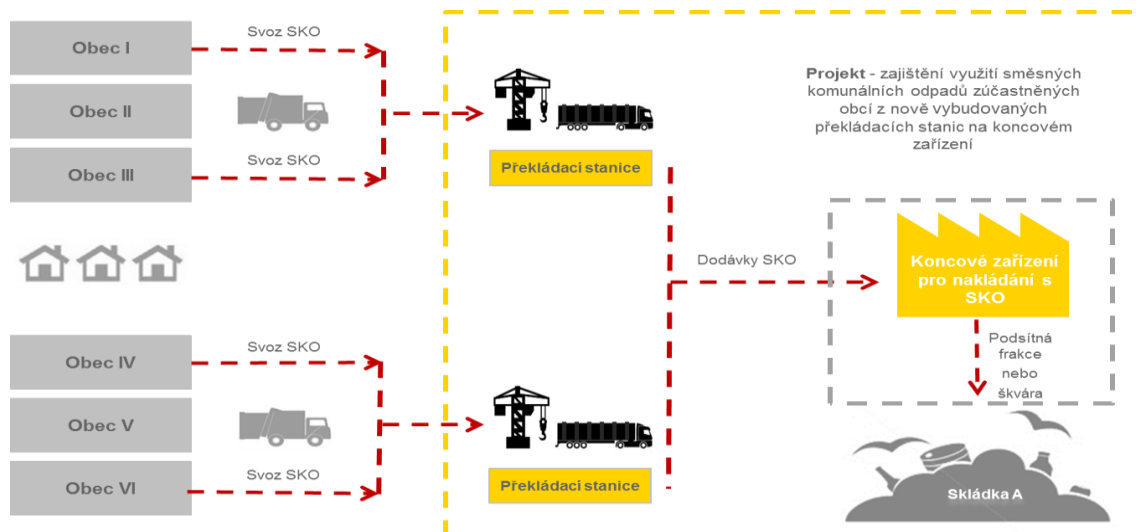 Obec I
Svoz SKO
Obec II
Svoz SKO
Obec III
Překládací stanice
Projekt - zajištění využití směsných
komunálních odpadů zúčastněných
obcí z nově vybudovaných
překládacích stanic na koncovém
zařízení
Dodávky SKO
Koncové zařízení
pro nakládání s
SKO
Podsítná
frakce
nebo
škvára
Obec IV
Svoz SKO
Obec V
Svoz SKO
Obec VI
Překládací stanice
Skládka A